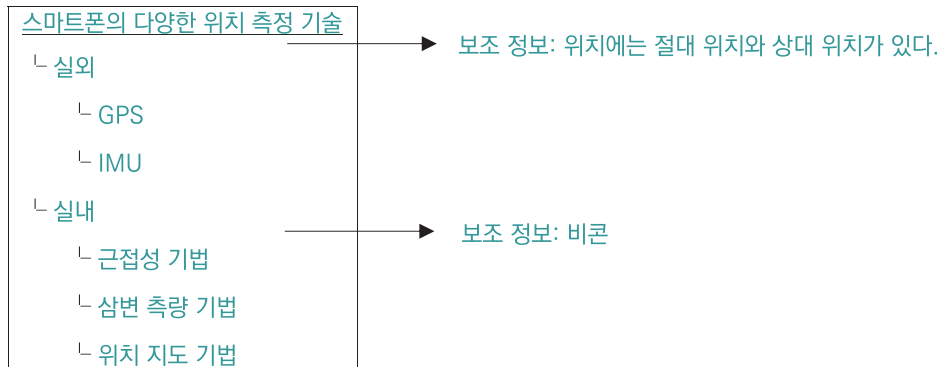 스마트폰의 다양한 위치 측정 기술
보조 정보: 위치에는 절대 위치와 상대 위치가 있다.
실외
GPS
IMU
실내
보조 정보: 비콘
근접성 기법
삼변 측량 기법
위치 지도 기법